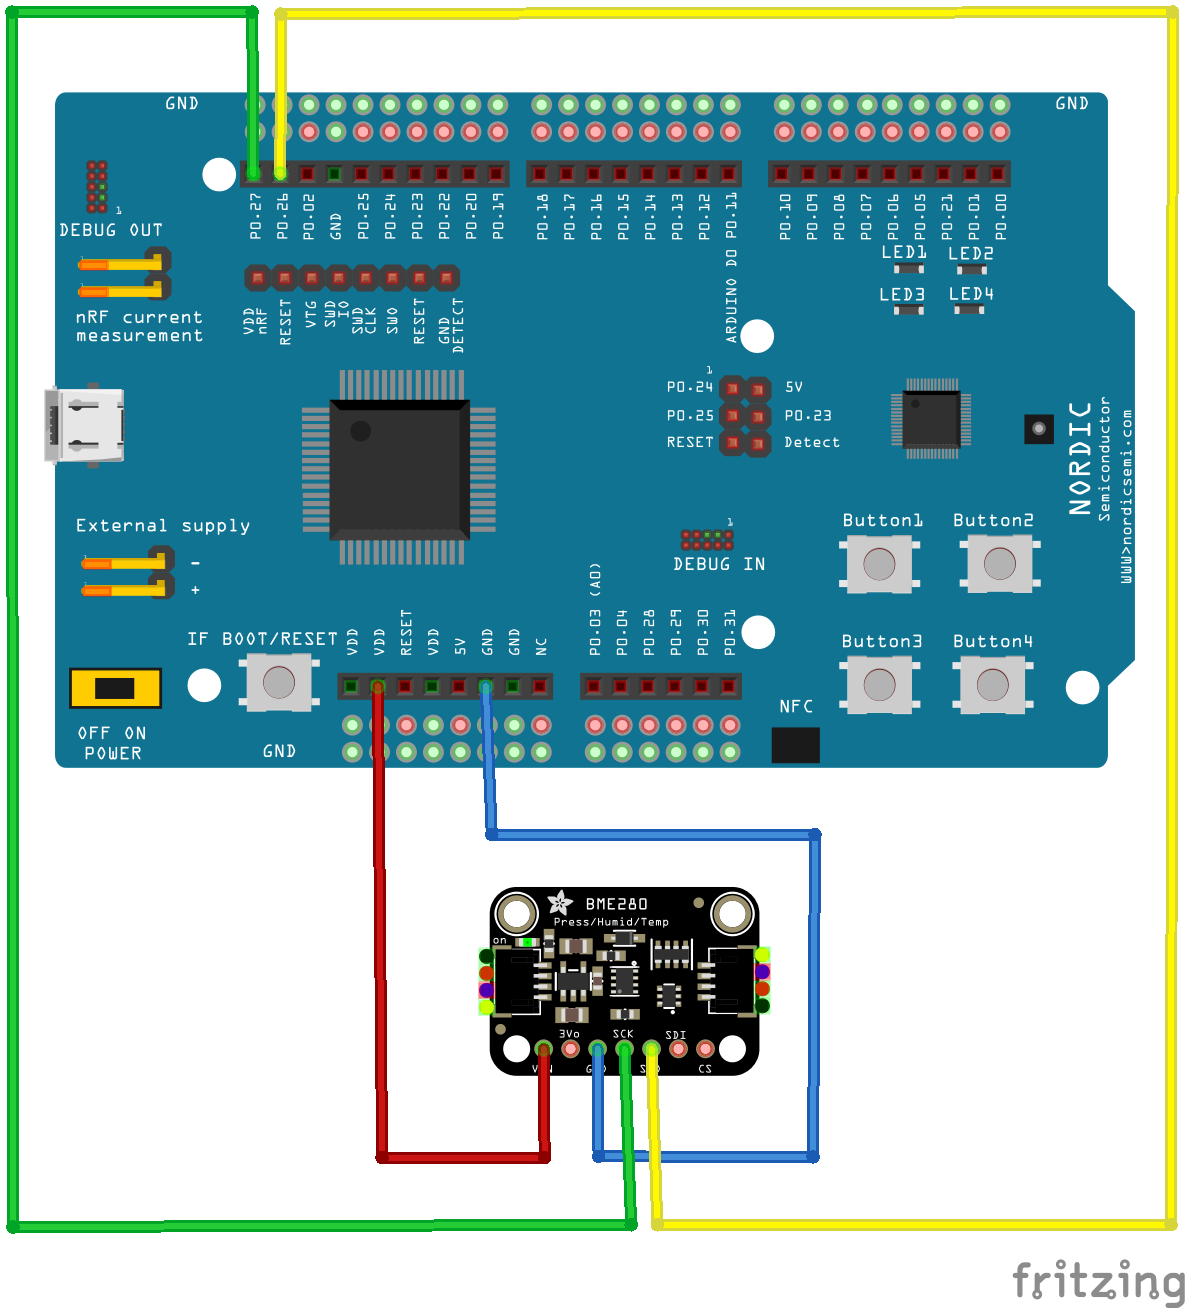 GND
GND
P0.27
P0.26
P0.02
GND
P0.25
P0.24
P0.23
P0.22
P0.20
P0.19
P0.18
P0.17
P0.16
P0.15
P0.14
P0.13
P0.12
ARDUINO D0 P0.11
P0.10
P0.09
P0.08
P0.07
P0.06
P0.05
P0.21
P0.01
P0.00
1
DEBUG OUT
LED1
LED2
LED3
LED4
nRF current
measurement
VDD
nRF
RESET
VTG
SWD
IO
SWD
CLK
SWO
RESET
GND
DETECT
1
P0.24
5V
P0.25
P0.23
RESET
Detect
NORDIC
Semiconductor
WWW>nordicsemi.com
External supply
-
+
1
DEBUG IN
Button1
Button2
Button3
Button4
IF BOOT/RESET
VDD
VDD
RESET
VDD
5V
GND
GND
NC
P0.03 (A0)
P0.04
P0.28
P0.29
P0.30
P0.31
NFC
OFF ON
POWER
GND
BME280
Press/Humid/Temp
on
3Vo
SCK
SDI
CS
fritzing